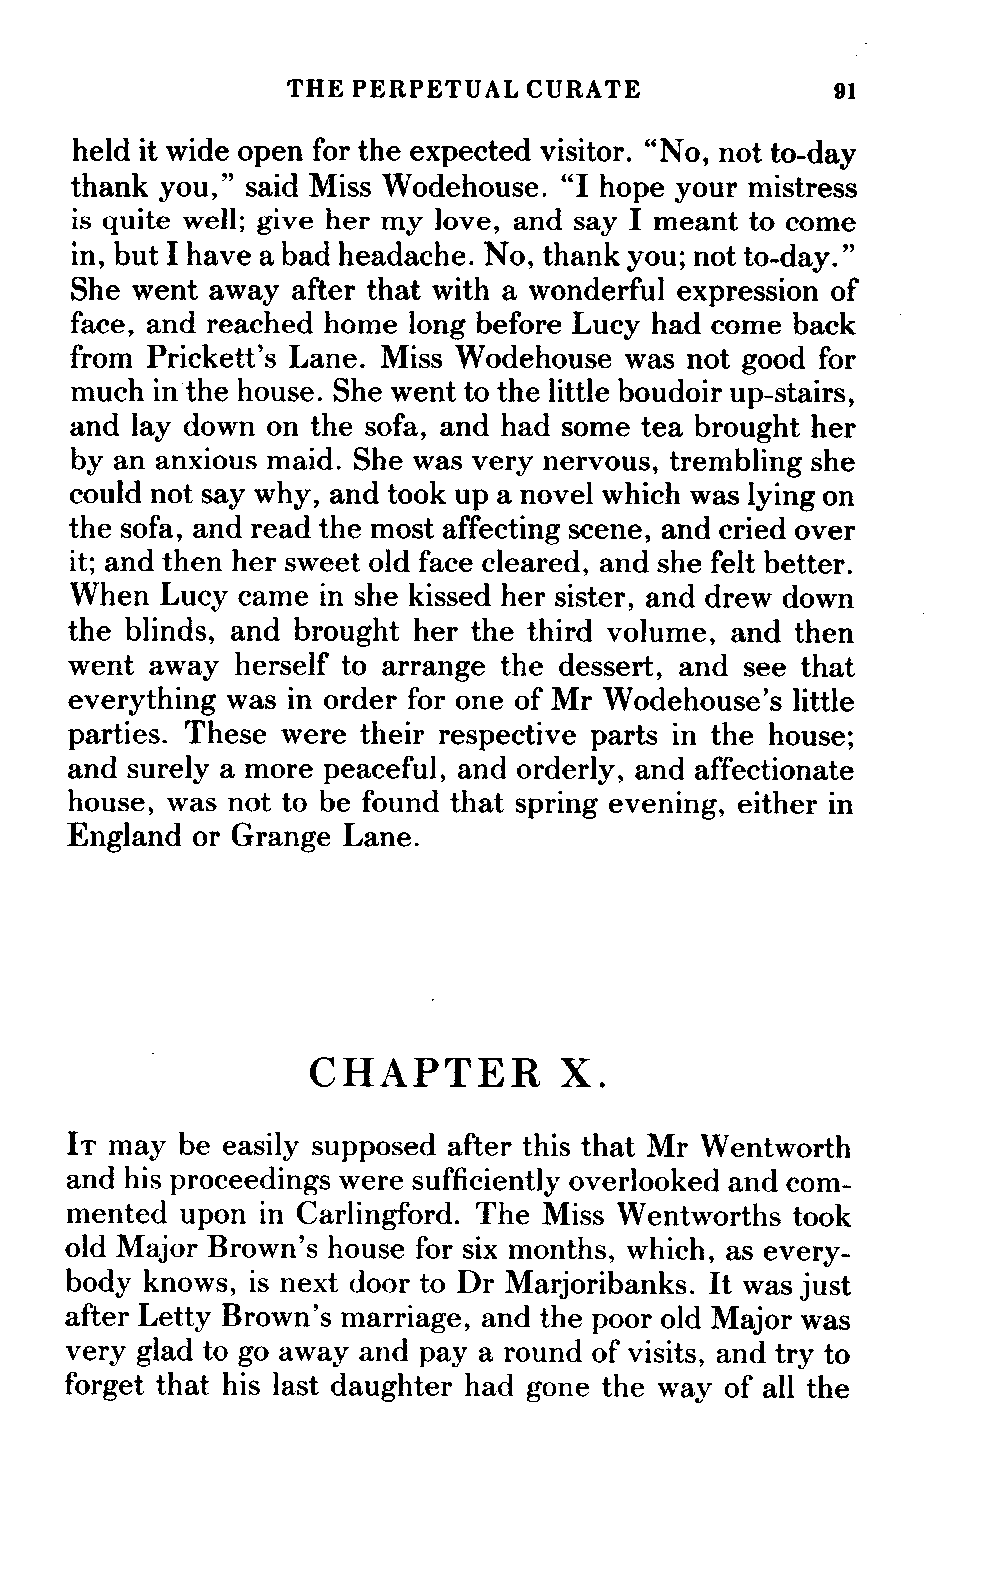 THE PERPETUAL CURATE 91
held it wide open for the expected visitor. “No, not to-day
thank you,” said Miss Wodehouse. “I hope your mistress
is quite well; give her my love, and say I meant to come
in, but I have a bad headache. No, thank you; not to-day.”
She went away after that with a wonderful expression of
face, and reached home long before Lucy had come back
from Prickett’s Lane. Miss Wodehouse was not good for
much in the house. She went to the little boudoir up-stairs,
and lay down on the sofa, and had some tea brought her
by an anxious maid. She was very nervous, trembling she
could not say why, and took up a novel which was lying on
the sofa, and read the most affecting scene, and cried over
it; and then her sweet old face cleared, and she felt better.
When Lucy came in she kissed her sister, and drew down
the blinds, and brought her the third volume, and then
went away herself to arrange the dessert, and see that
everything was in order for one of Mr Wodehouse’s little
parties. These were their respective parts in the house;
and surely a more peaceful, and orderly, and affectionate
house, was not to be found that spring evening, either in
England or Grange Lane.
CHAPTER X.
IT may be easily supposed after this that Mr Wentworth
and his proceedings were sufficiently overlooked and com-
mented upon in Carlingford. The Miss Wentworths took
old Major Brown’s house for six months, which, as every-
body knows, is next door to Dr Marjoribanks. It was just
after Letty Brown’s marriage, and the poor old Major was
very glad to go away and pay a round of visits, and try to
forget that his last daughter had gone the way of all the